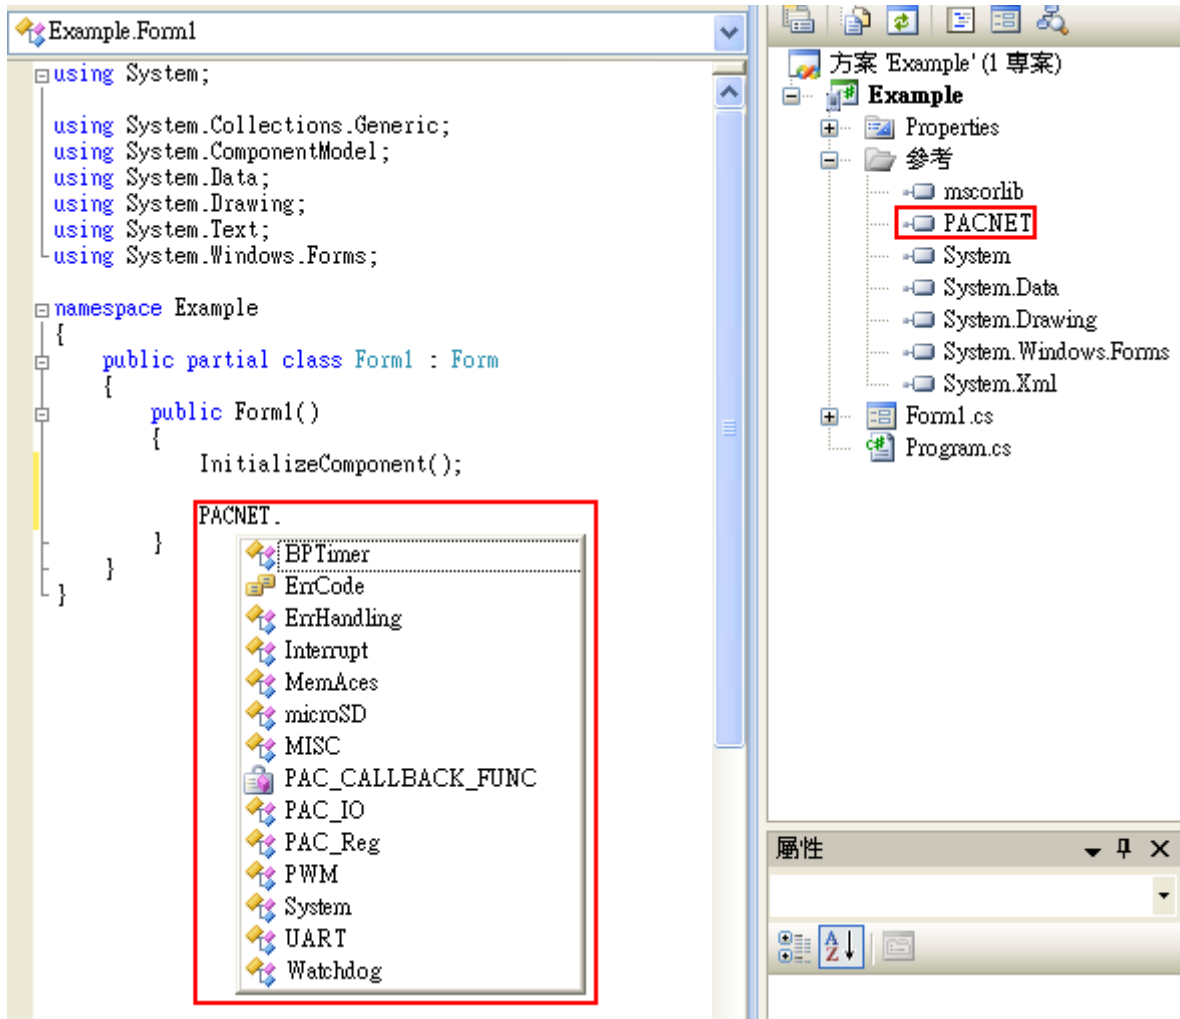 Example.Form1
using System;
using System.Collections.Generic;
using System.ComponentModel;
using System.Data;
using System.Drawing;
using System.Text;
using System.Windows.Forms;
namespace Example
{
public partial class Form1 : Form
{
public Form1()
{
InitializeComponent();
PACNET.
}
}
}
BPTimer
ErrCode
ErrHandling
Interrupt
MemAces
microSD
MISC
PAC_CALLBACK_FUNC
PAC_IO
PAC_Reg
PWM
System
UART
Watchdog
方案 'Example' (1 專案)
Example
Properties
參考
mscorlib
PACNET
System
System.Data
System.Drawing
System.Windows.Forms
System.Xml
Form1.cs
Program.cs
屬性